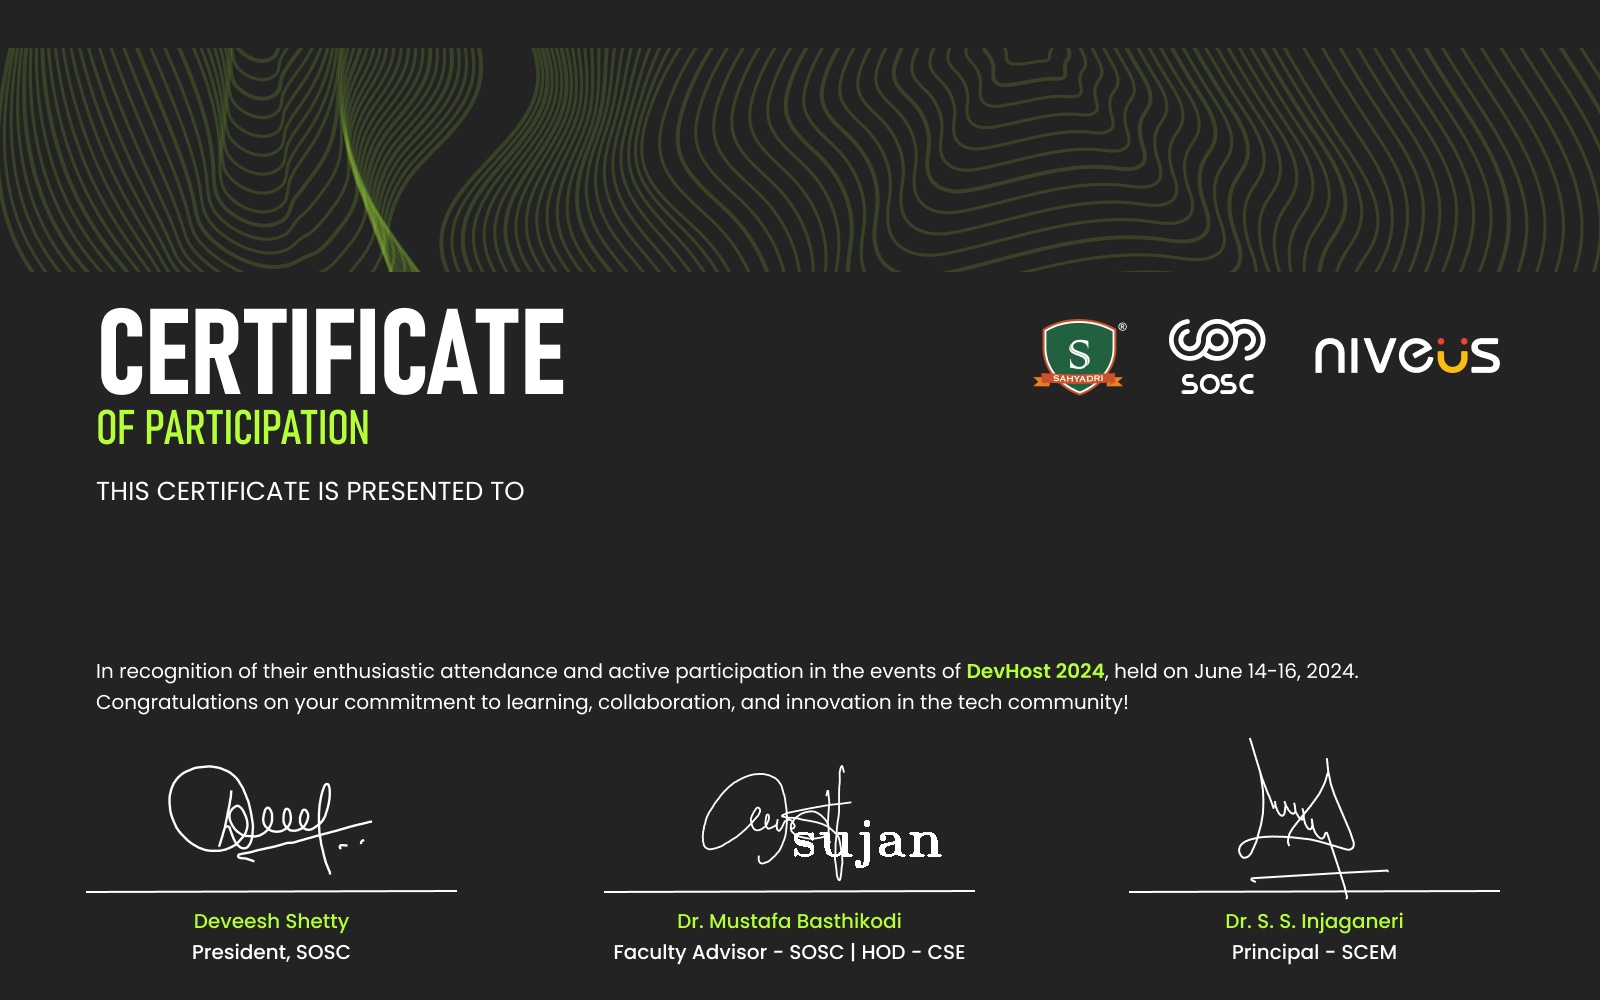 CERTIFICATE
OF PARTICIPATION
S
SAHYADRI
®
SOSC
niveüs
THIS CERTIFICATE IS PRESENTED TO
In recognition of their enthusiastic attendance and active participation in the events of DevHost 2024, held on June 14-16, 2024.
Congratulations on your commitment to learning, collaboration, and innovation in the tech community!
sujan
Deveesh Shetty
President, SOSC
Dr. Mustafa Basthikodi
Faculty Advisor - SOSC | HOD - CSE
Dr. S. S. Injaganeri
Principal - SCEM